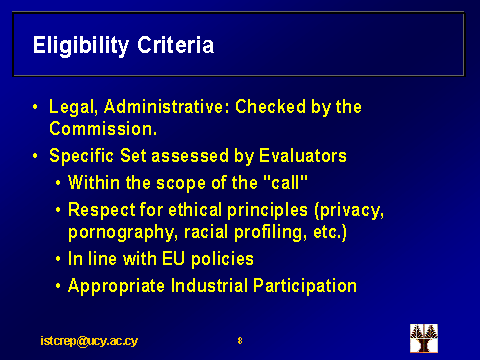 Eligibility Criteria
• Legal, Administrative: Checked by the
Commission.
• Specific Set assessed by Evaluators
• Within the scope of the "call"
• Respect for ethical principles (privacy,
pornography, racial profiling, etc.)
• In line with EU policies
• Appropriate Industrial Participation
istcrep@ucy.ac.cy
8